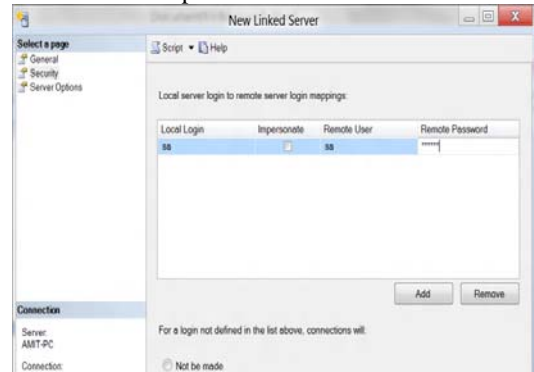 New Linked Server
Select a page
General
Security
Server Options
Script Help
Local server login to remote server login mappings:
Local Login Impersonate Remote User Remote Password
sa sa ******
Add Remove
Connection
Server:
AMIT-PC
Connection:
For a login not defined in the list above, connections will:
Not be made